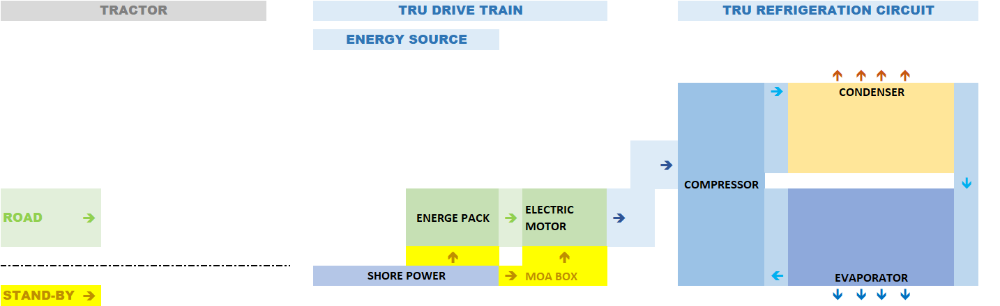 TRACTOR
TRU DRIVE TRAIN
TRU REFRIGERATION CIRCUIT
ENERGY SOURCE
CONDENSER
COMPRESSOR
ROAD
ENERGE PACK
ELECTRIC
MOTOR
SHORE POWER
MOA BOX
EVAPORATOR
STAND-BY